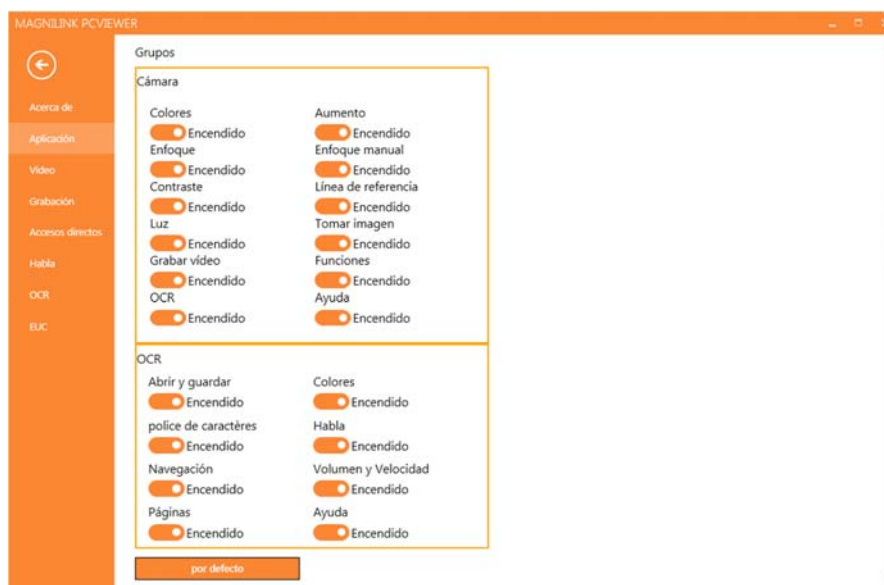 MAGNILINK PCVIEWER
Acerca de
Aplicación
Vídeo
Grabación
Accesos directos
Habla
OCR
EUC
Grupos
Cámara
Colores Aumento
Encendido Encendido
Enfoque Enfoque manual
Encendido Encendido
Contraste Línea de referencia
Encendido Encendido
Luz Tomar imagen
Encendido Encendido
Grabar vídeo Funciones
Encendido Encendido
OCR Ayuda
Encendido Encendido
OCR
Abrir y guardar Colores
Encendido Encendido
police de caractères Habla
Encendido Encendido
Navegación Volumen y Velocidad
Encendido Encendido
Páginas Ayuda
Encendido Encendido
por defecto